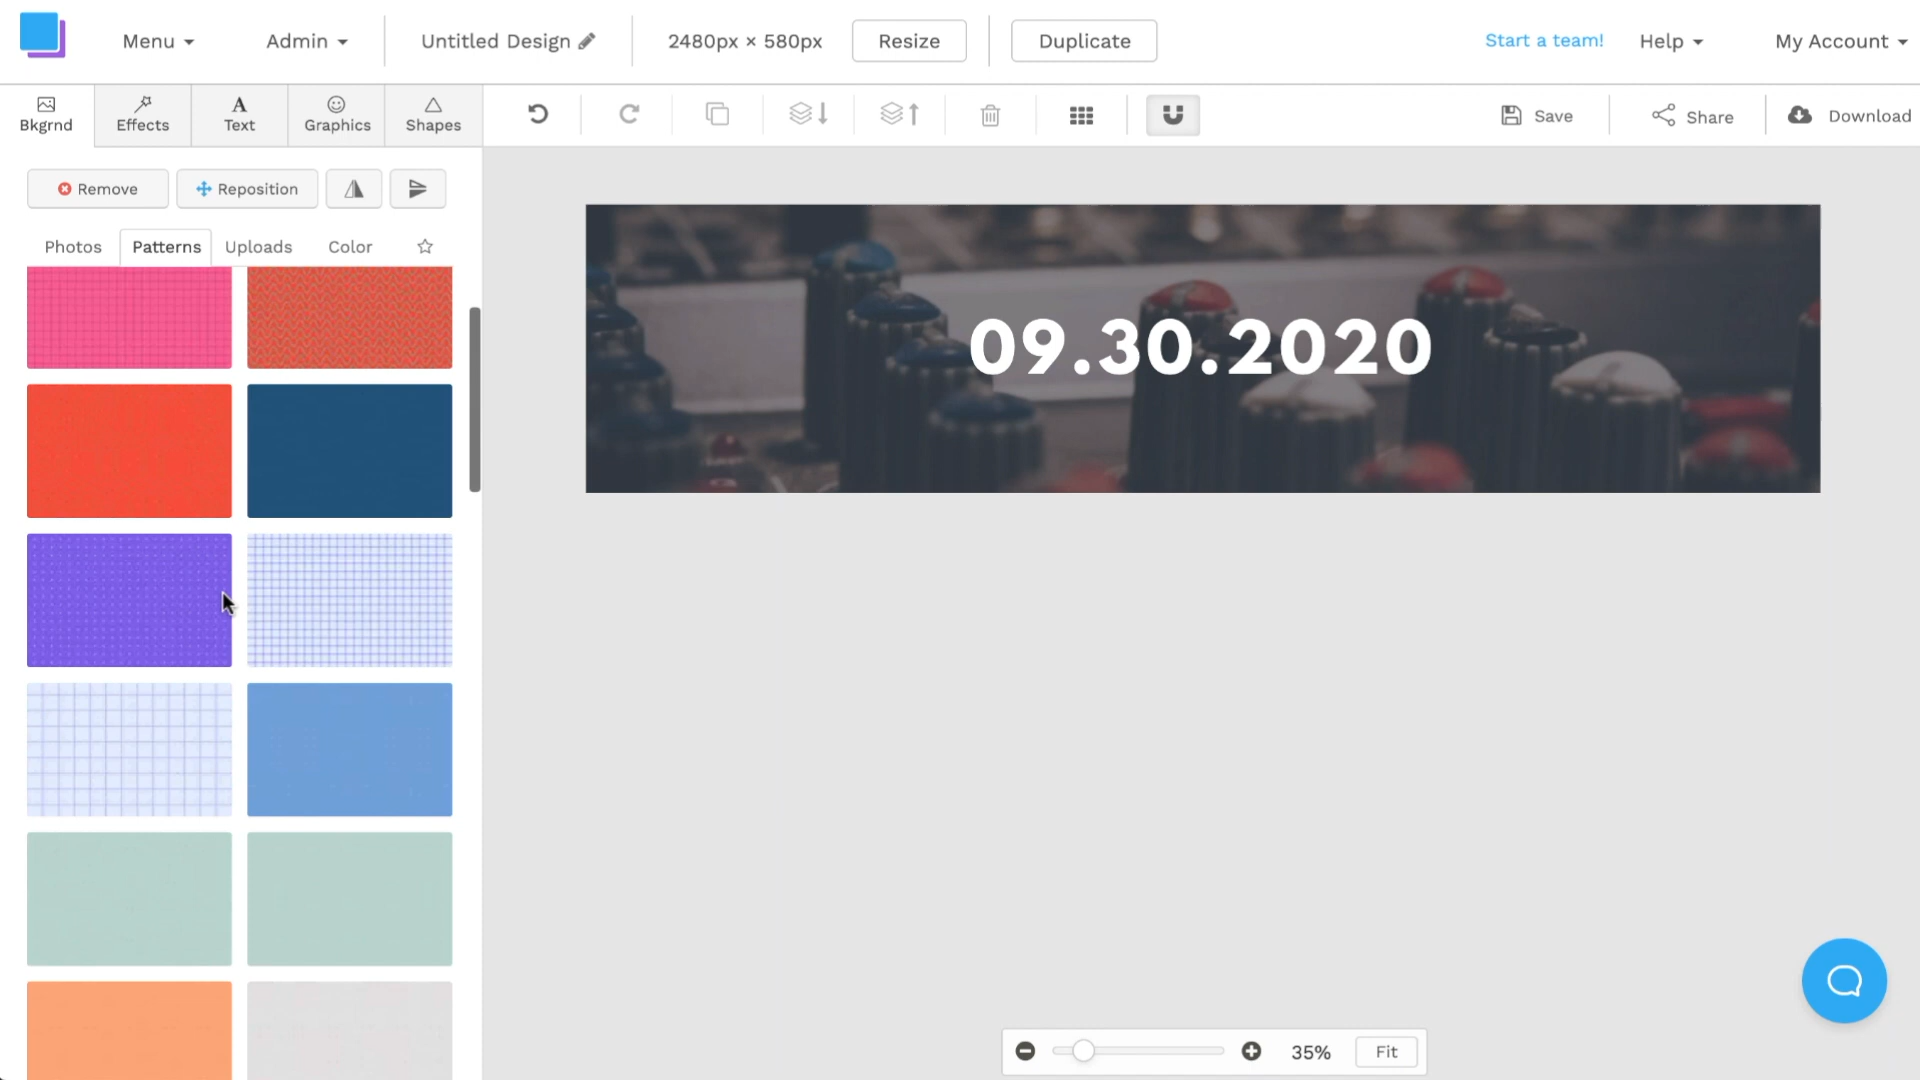 Menu
Admin
Untitled Design
2480px × 580px
Resize
Duplicate
Start a team!
Help
My Account
Bkgrnd
Effects
Text
Graphics
Shapes
Save
Share
Download
Remove
Reposition
Photos
Patterns
Uploads
Color
09.30.2020
35%
Fit